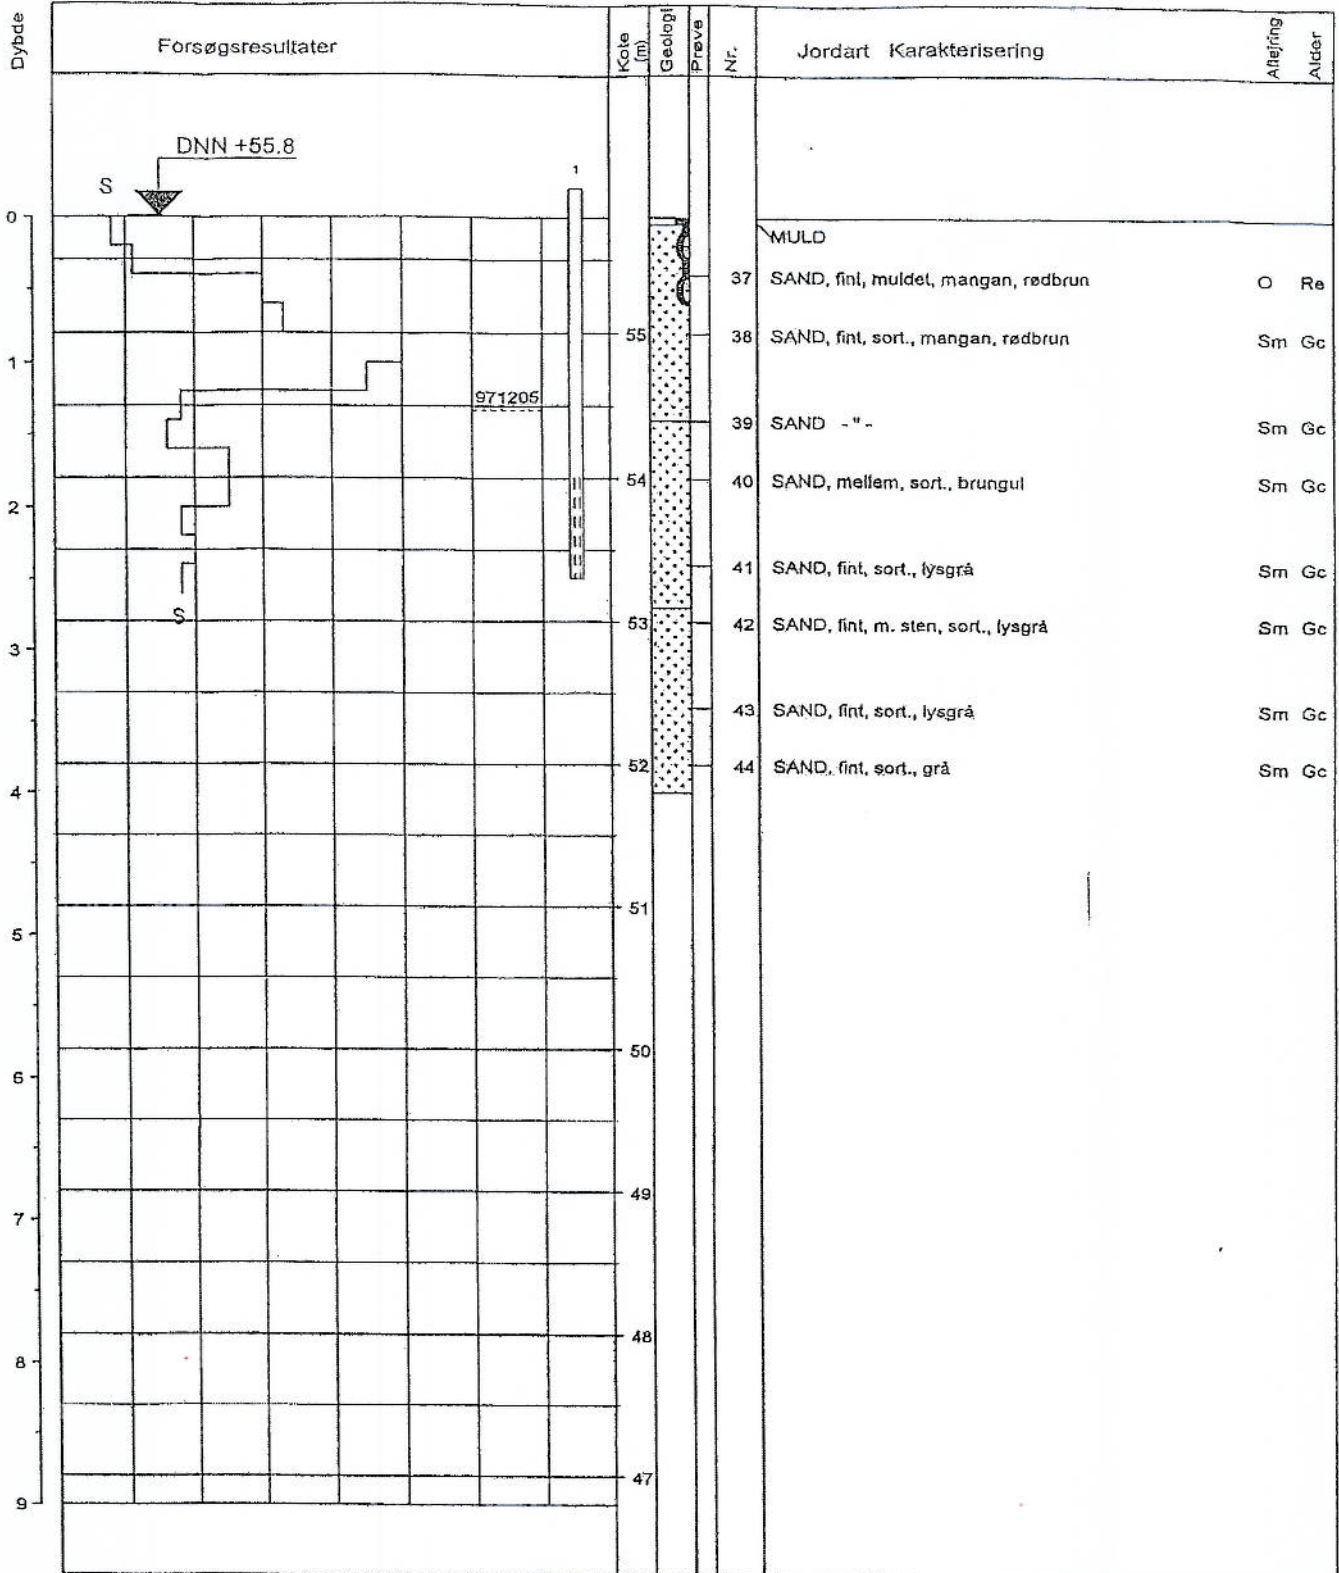 Dybde
Forsøgsresultater
Kote (m)
Geologi
Prøve
Nr.
Jordart Karakterisering
Aflejring
Alder
DNN +55.8
S
1
0
MULD
37 SAND, fint, muldet, mangan, rødbrun O Re
55
38 SAND, fint, sort., mangan, rødbrun Sm Gc
1
971205
39 SAND -"- Sm Gc
54
40 SAND, mellem, sort., brungul Sm Gc
2
41 SAND, fint, sort., lysgrå Sm Gc
S
53
42 SAND, fint, m. sten, sort., lysgrå Sm Gc
3
43 SAND, fint, sort., lysgrå Sm Gc
52
44 SAND, fint, sort., grå Sm Gc
4
51
5
50
6
49
7
48
8
47
9